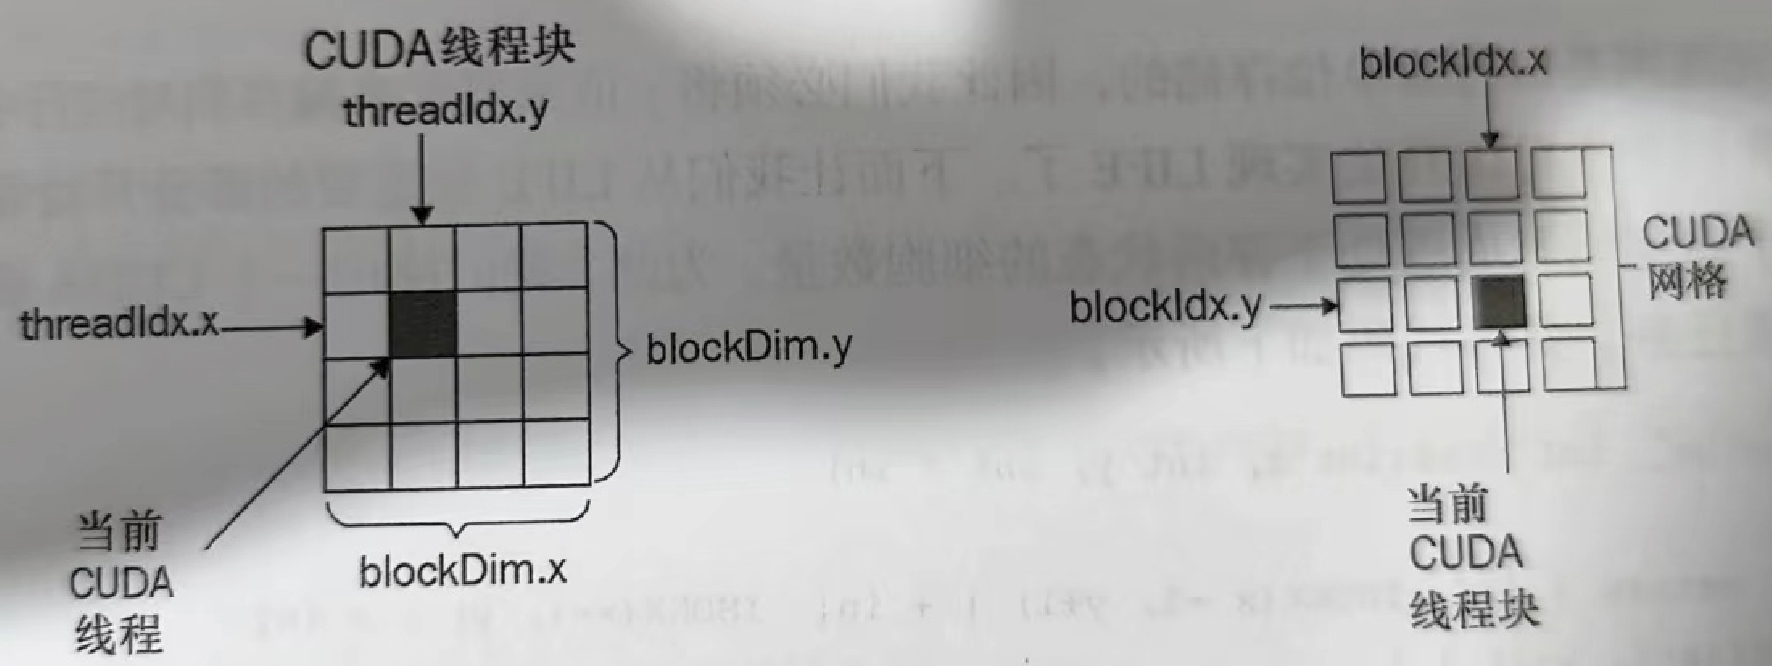 CUDA线程块
threadIdx.y
threadIdx.x
blockDim.y
blockDim.x
当前
CUDA
线程
blockIdx.x
blockIdx.y
CUDA
网格
当前
CUDA
线程块